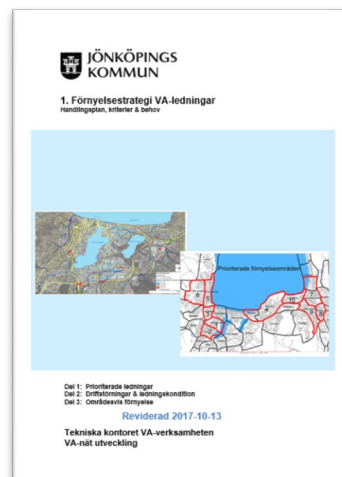 JÖNKÖPINGS
KOMMUN
1. Förnyelsestrategi VA-ledningar
Handlingsplan, kriterier & behov
Prioriterade förnyelseområden
Del 1: Prioriterade ledningar
Del 2: Driftstörningar & ledningskondition
Del 3: Områdesvis förnyelse
Reviderad 2017-10-13
Tekniska kontoret VA-verksamheten
VA-nät utveckling